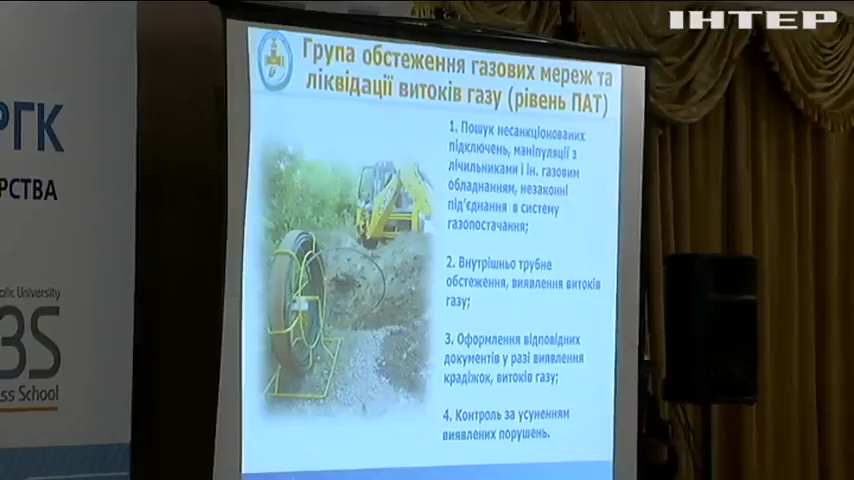 ІНТЕР
РГК
РСТВА
olic University
3S
ss School
Група обстеження газових мереж та
ліквідації витоків газу (рівень ПАТ)
1. Пошук несанкціонованих
підключень, маніпуляції з
лічильниками і ін. газовим
обладнанням, незаконні
під'єднання в систему
газопостачання;
2. Внутрішньо трубне
обстеження, виявлення витоків
газу;
3. Оформлення відповідних
документів у разі виявлення
крадіжок, витоків газу;
4. Контроль за усуненням
виявлених порушень.